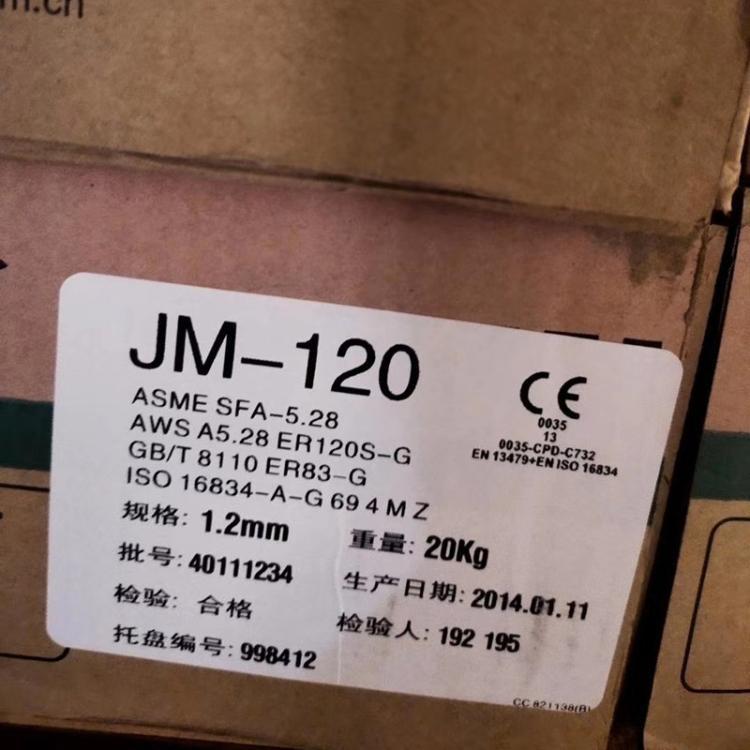 m.cn
JM-120
ASME SFA-5.28
AWS A5.28 ER120S-G
GB/T 8110 ER83-G
ISO 16834-A-G 69 4 M Z
CE
0035
13
0035-CPD-C732
EN 13479+EN ISO 16834
规格: 1.2mm 重量: 20Kg
批号: 40111234 生产日期: 2014.01.11
检验: 合格 检验人: 192 195
托盘编号: 998412
CC 821138(B)